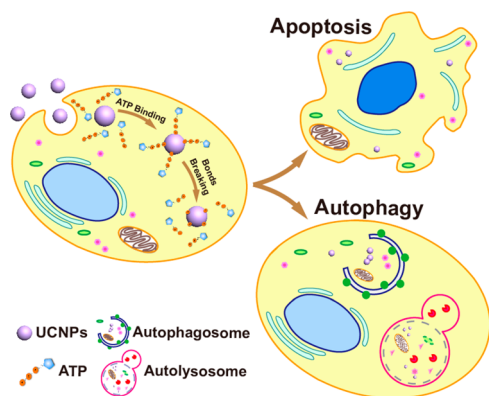 Apoptosis
ATP Binding
Bonds
Breaking
Autophagy
UCNPs
Autophagosome
ATP
Autolysosome